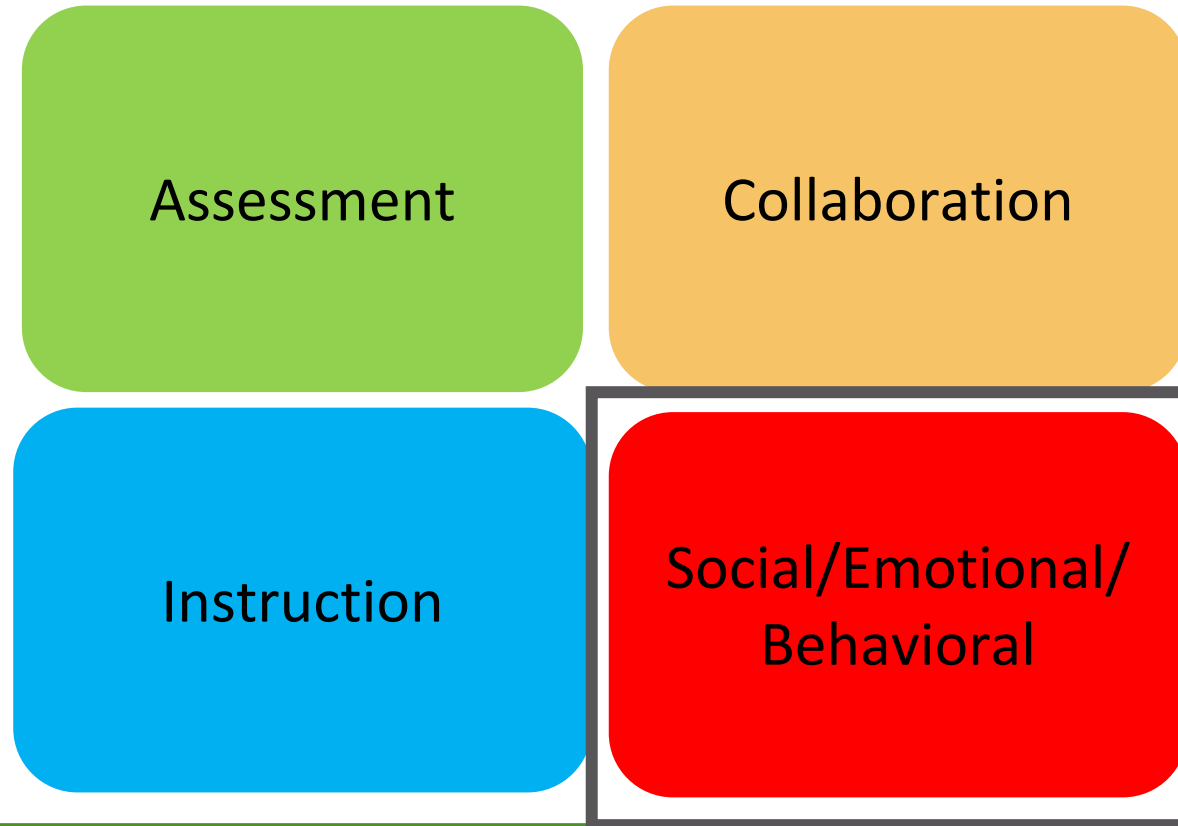 Assessment
Collaboration
Instruction
Social/Emotional/
Behavioral